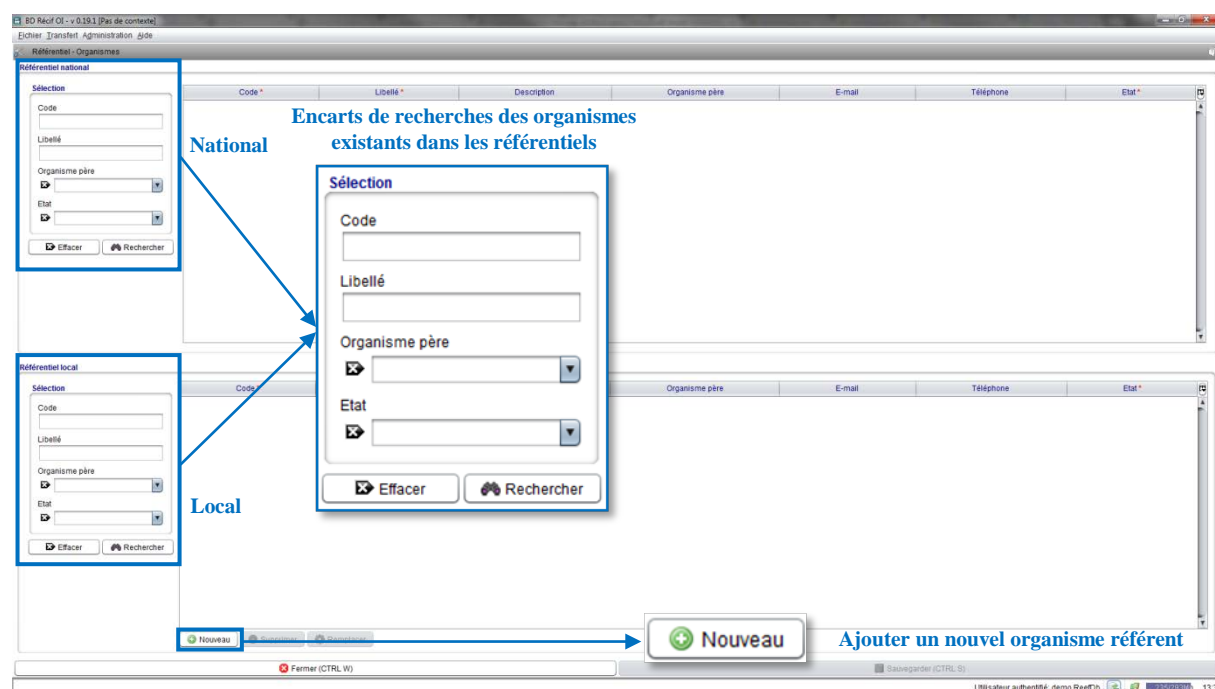 BD Récif OI - v 0.19.1 [Pas de contexte]
Fichier Transfert Administration Aide
Référentiel - Organismes
Référentiel national
Sélection
Code
Libellé
Organisme père
Etat
Effacer Rechercher
Code * Libellé * Description Organisme père E-mail Téléphone Etat *
National
Encarts de recherches des organismes
existants dans les référentiels
Sélection
Code
Libellé
Organisme père
Etat
Effacer Rechercher
Référentiel local
Sélection
Code
Libellé
Organisme père
Etat
Effacer Rechercher
Code * Organisme père E-mail Téléphone Etat *
Local
Nouveau Supprimer Remplacer
Nouveau
Ajouter un nouvel organisme référent
Fermer (CTRL W) Sauvegarder (CTRL S)
Utilisateur authentifié: demo ReefDb